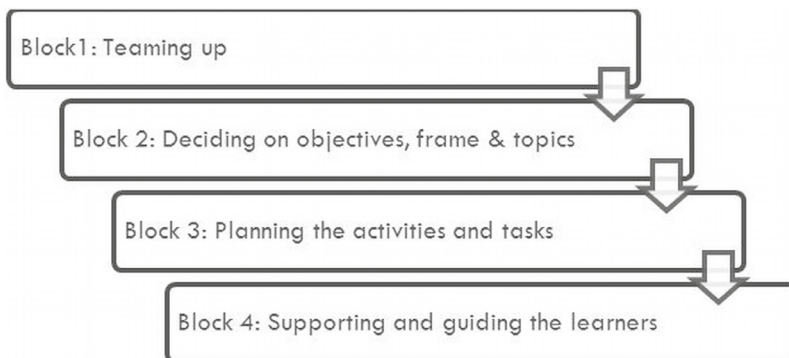 Block1: Teaming up
Block 2: Deciding on objectives, frame & topics
Block 3: Planning the activities and tasks
Block 4: Supporting and guiding the learners